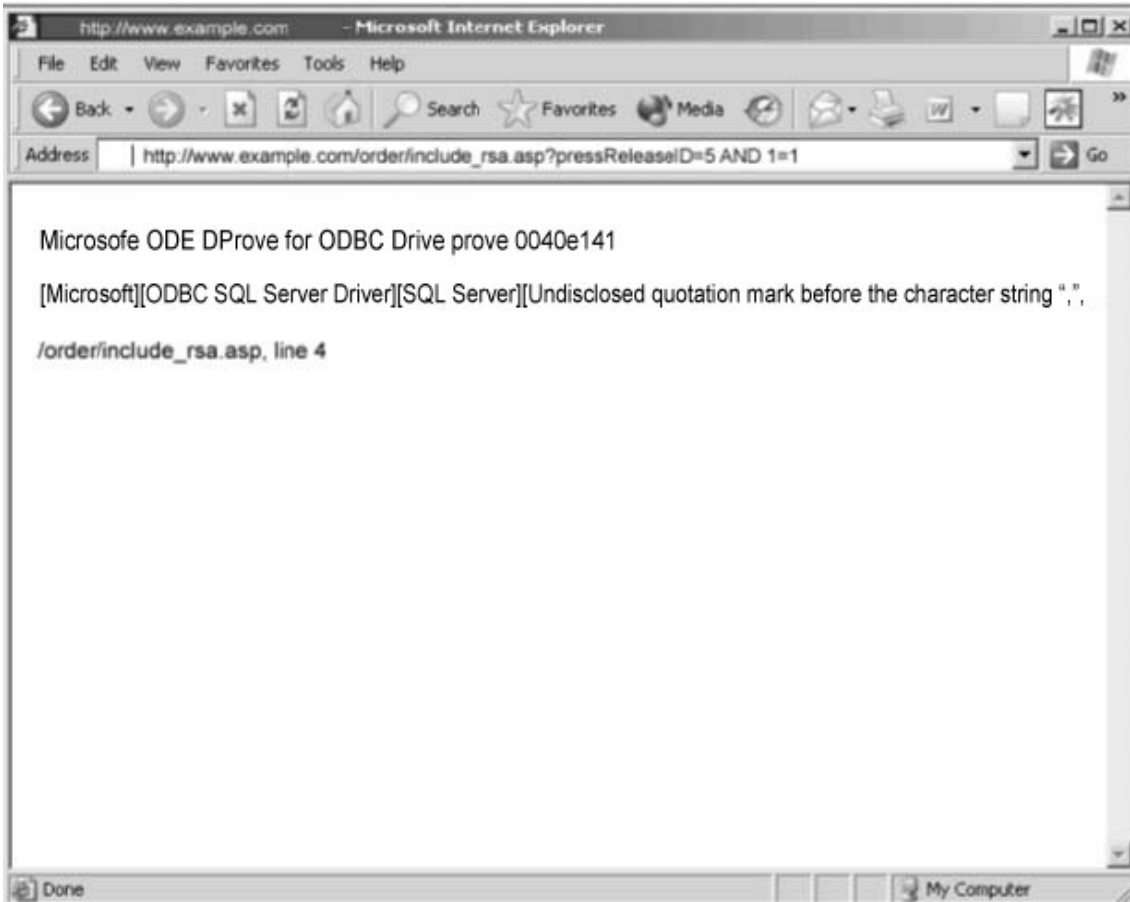 http://www.example.com - Microsoft Internet Explorer
File Edit View Favorites Tools Help
Back Search Favorites Media
Address http://www.example.com/order/include_rsa.asp?pressReleaseID=5 AND 1=1 Go
Microsofe ODE DProve for ODBC Drive prove 0040e141
[Microsoft][ODBC SQL Server Driver][SQL Server][Undisclosed quotation mark before the character string “,”,
/order/include_rsa.asp, line 4
Done My Computer